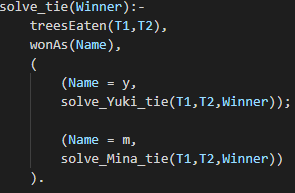 solve_tie(Winner):-
    treesEaten(T1,T2),
    wonAs(Name),
    (
        (Name = y,
        solve_Yuki_tie(T1,T2,Winner));

        (Name = m,
        solve_Mina_tie(T1,T2,Winner))
    ).